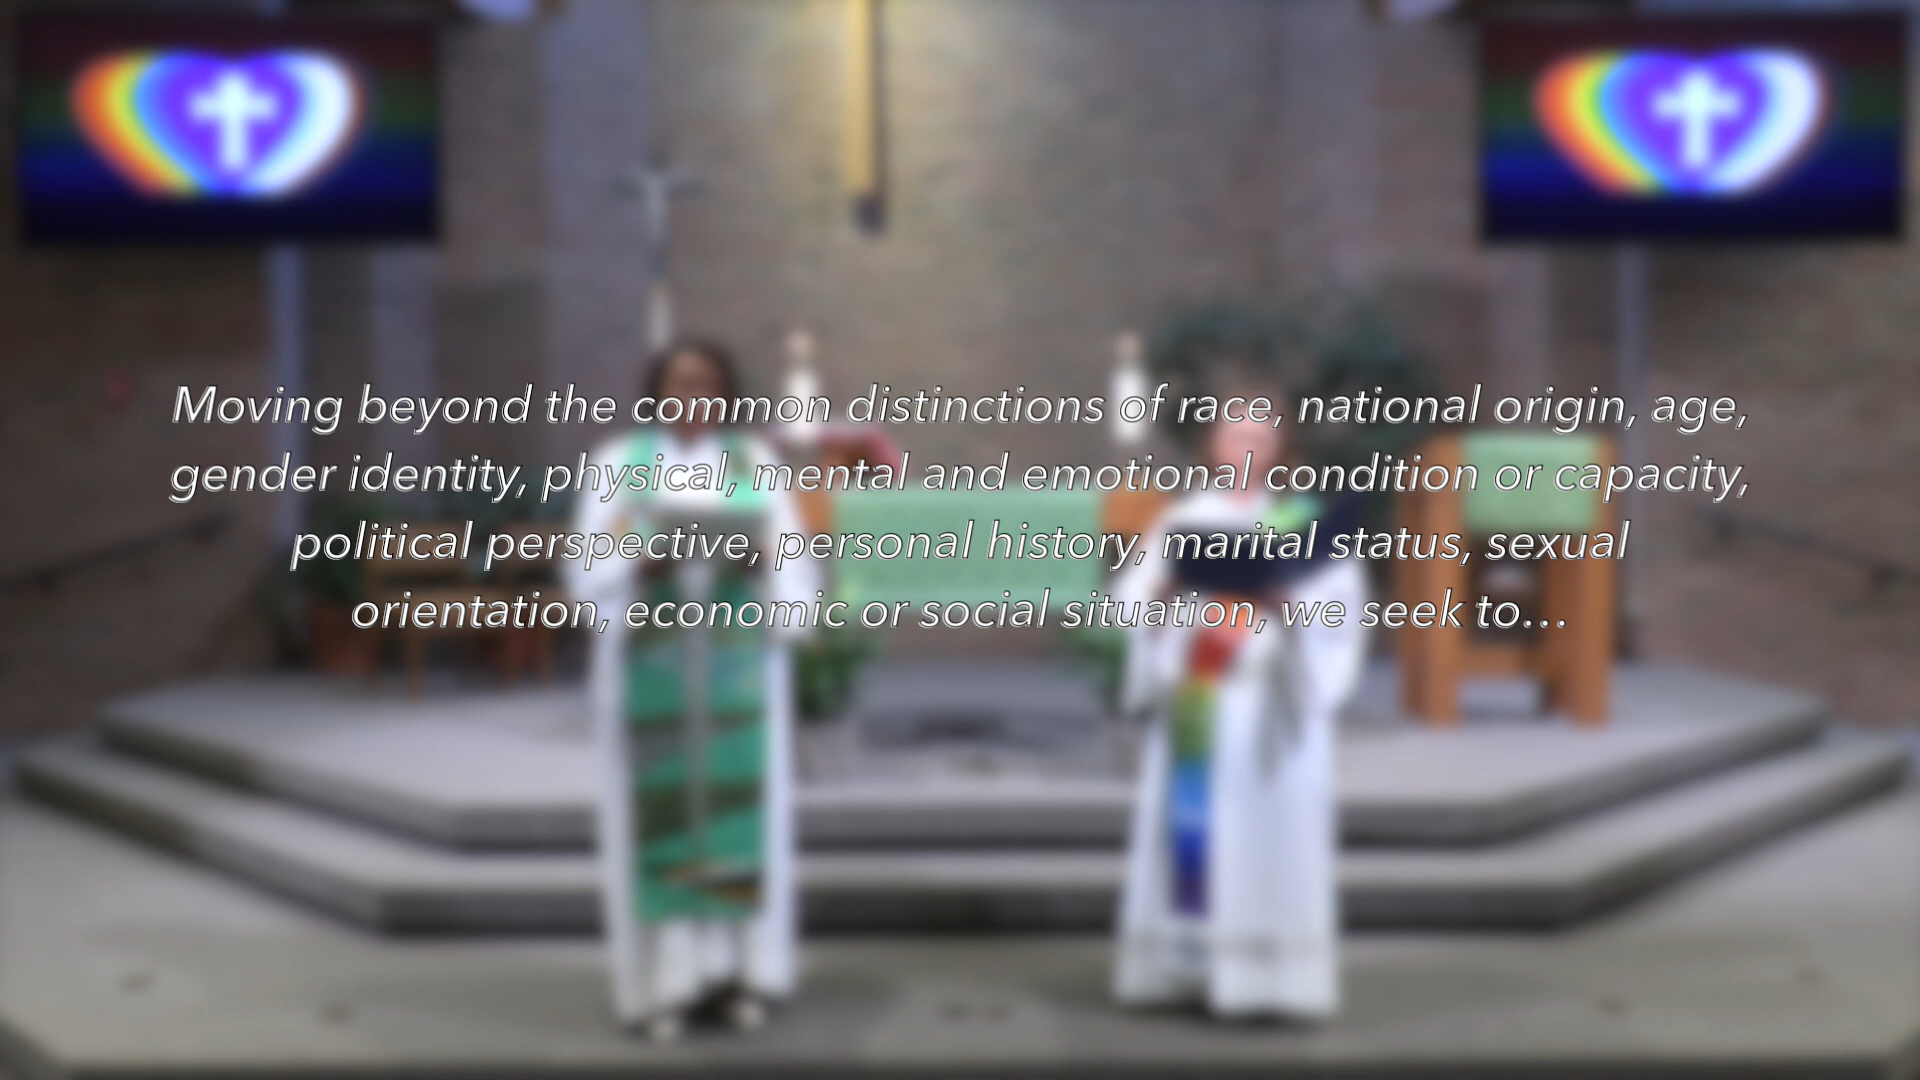 Moving beyond the common distinctions of race, national origin, age,
gender identity, physical, mental and emotional condition or capacity,
political perspective, personal history, marital status, sexual
orientation, economic or social situation, we seek to…